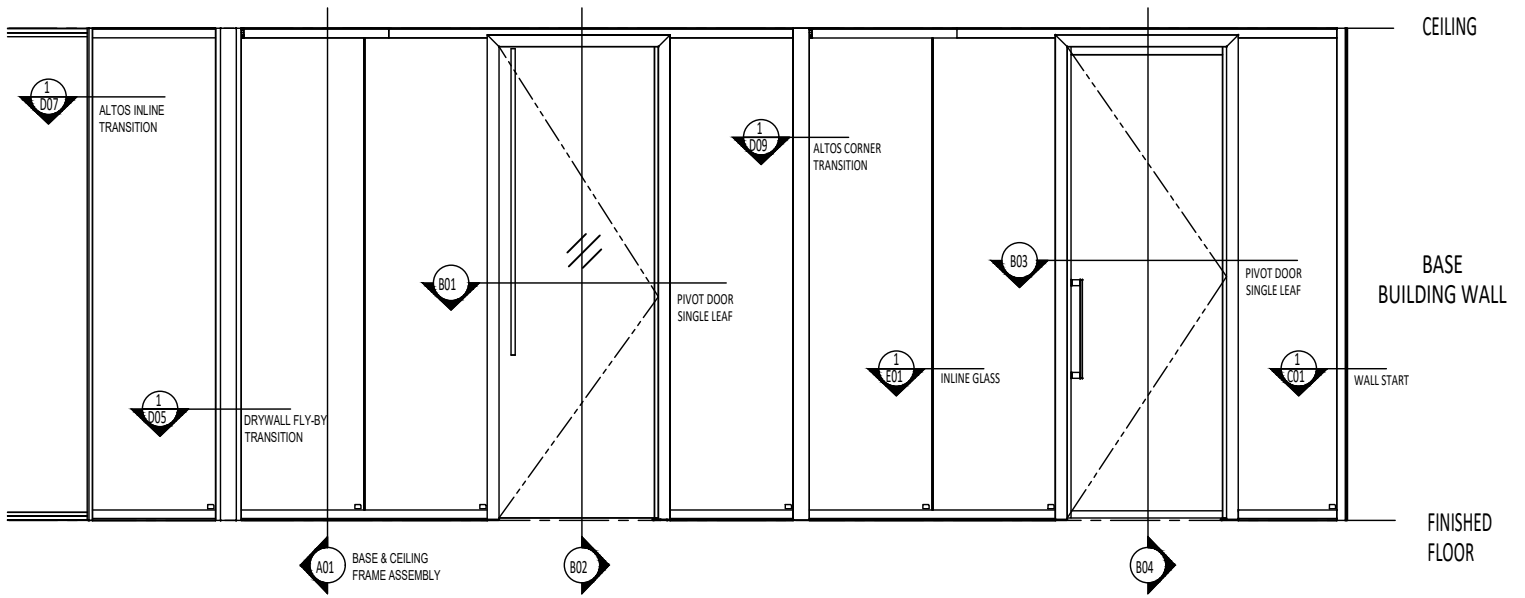 CEILING
1
D07
ALTOS INLINE
TRANSITION
1
D09
ALTOS CORNER
TRANSITION
B01
PIVOT DOOR
SINGLE LEAF
B03
PIVOT DOOR
SINGLE LEAF
BASE
BUILDING WALL
1
E01
INLINE GLASS
1
C01
WALL START
1
D05
DRYWALL FLY-BY
TRANSITION
FINISHED
FLOOR
A01
BASE & CEILING
FRAME ASSEMBLY
B02
B04